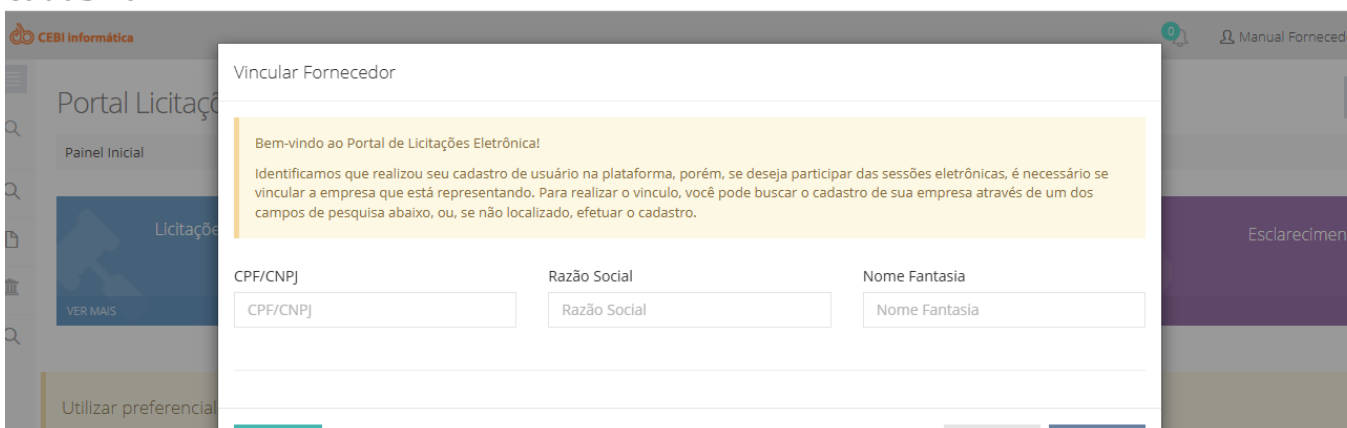 CEBI informática
0
Manual Forneced
Vincular Fornecedor
Portal Licitaçõ
Painel Inicial
Bem-vindo ao Portal de Licitações Eletrônica!
Identificamos que realizou seu cadastro de usuário na plataforma, porém, se deseja participar das sessões eletrônicas, é necessário se
vincular a empresa que está representando. Para realizar o vinculo, você pode buscar o cadastro de sua empresa através de um dos
campos de pesquisa abaixo, ou, se não localizado, efetuar o cadastro.
Licitaçõe
Esclarecimen
CPF/CNPJ
Razão Social
Nome Fantasia
CPF/CNPJ
Razão Social
Nome Fantasia
VER MAIS
Utilizar preferencial